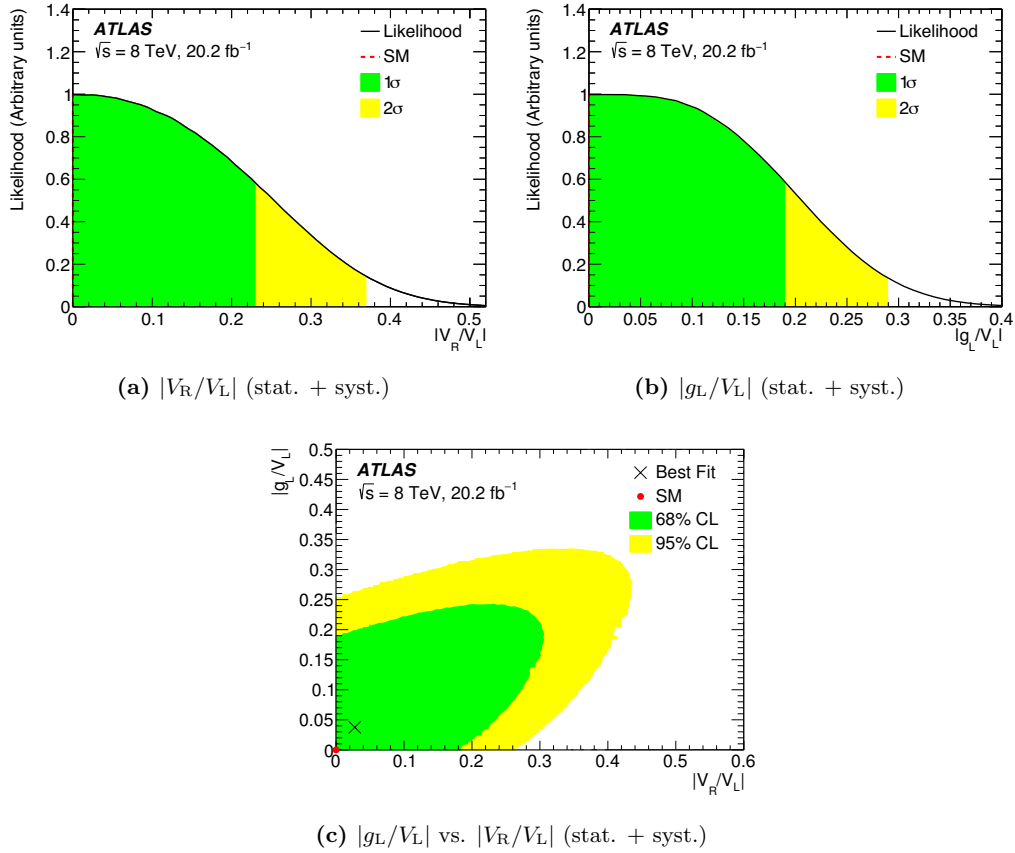 ATLAS
√s = 8 TeV, 20.2 fb⁻¹
Likelihood
SM
1σ
2σ
Likelihood (Arbitrary units)
1.4
1.2
1
0.8
0.6
0.4
0.2
0
0 0.1 0.2 0.3 0.4 0.5
|V_R/V_L|
(a) |V_R/V_L| (stat. + syst.)
ATLAS
√s = 8 TeV, 20.2 fb⁻¹
Likelihood
SM
1σ
2σ
Likelihood (Arbitrary units)
1.4
1.2
1
0.8
0.6
0.4
0.2
0
0 0.05 0.1 0.15 0.2 0.25 0.3 0.35 0.4
|g_L/V_L|
(b) |g_L/V_L| (stat. + syst.)
ATLAS
√s = 8 TeV, 20.2 fb⁻¹
Best Fit
SM
68% CL
95% CL
|g_L/V_L|
0.5
0.45
0.4
0.35
0.3
0.25
0.2
0.15
0.1
0.05
0
0 0.1 0.2 0.3 0.4 0.5 0.6
|V_R/V_L|
(c) |g_L/V_L| vs. |V_R/V_L| (stat. + syst.)